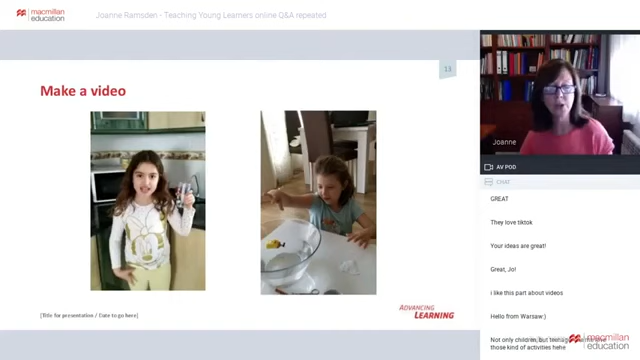 macmillan
education
Joanne Ramsden - Teaching Young Learners online Q&A repeated
13
Make a video
ADVANCING
LEARNING
[Title for presentation / Date to go here]
Joanne
AV POD
CHAT
GREAT
They love tiktok
Your ideas are great!
Great, Jo!
i like this part about videos
Hello from Warsaw:)
Not only children, but teenagers
those kind of activities here
macmillan
education